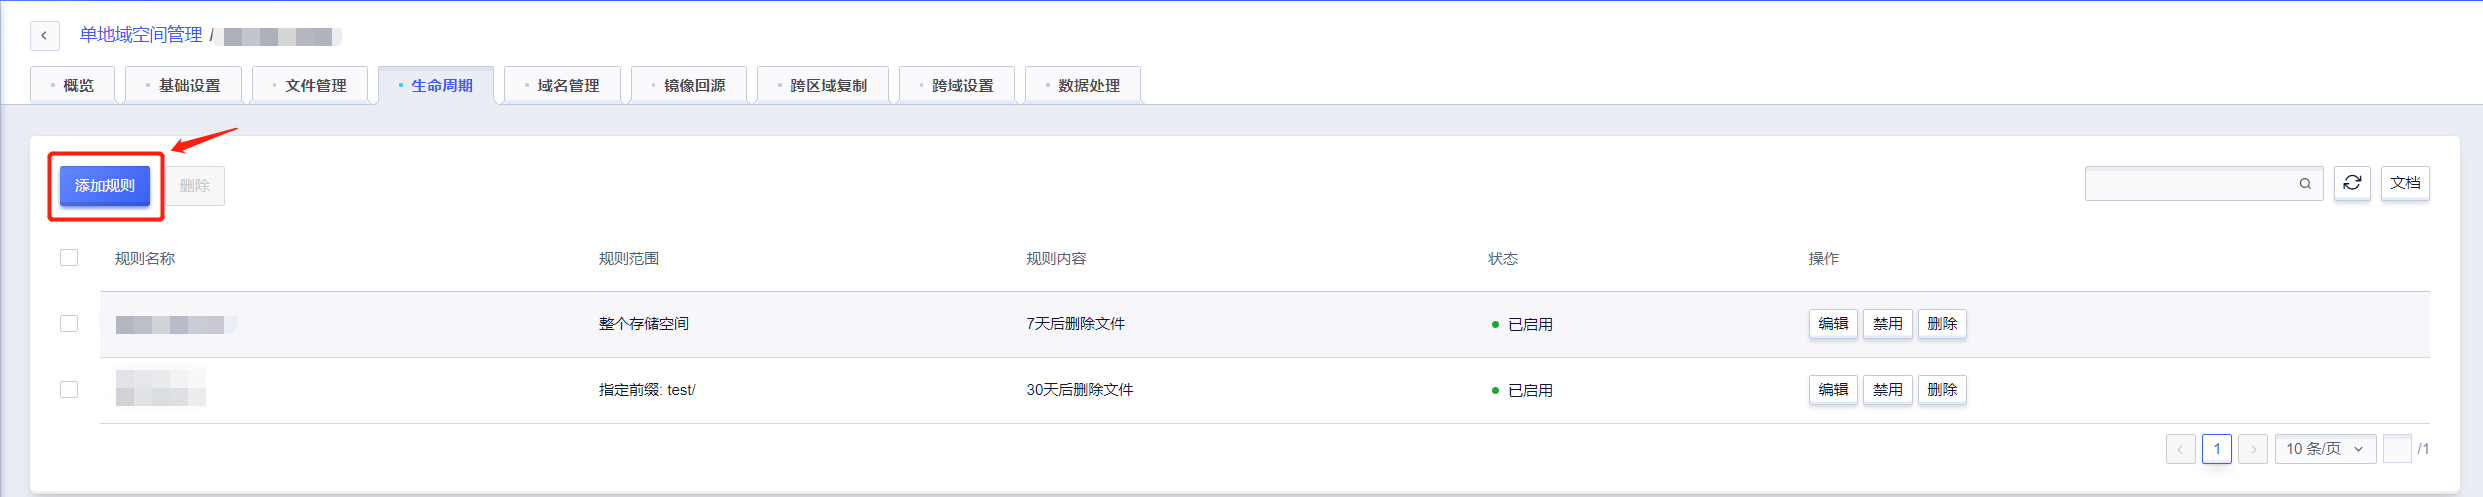 单地域空间管理 /
概览 基础设置 文件管理 生命周期 域名管理 镜像回源 跨区域复制 跨域设置 数据处理
添加规则 删除 文档
规则名称 规则范围 规则内容 状态 操作
整个存储空间 7天后删除文件 已启用 编辑 禁用 删除
指定前缀: test/ 30天后删除文件 已启用 编辑 禁用 删除
1 10 条/页 /1